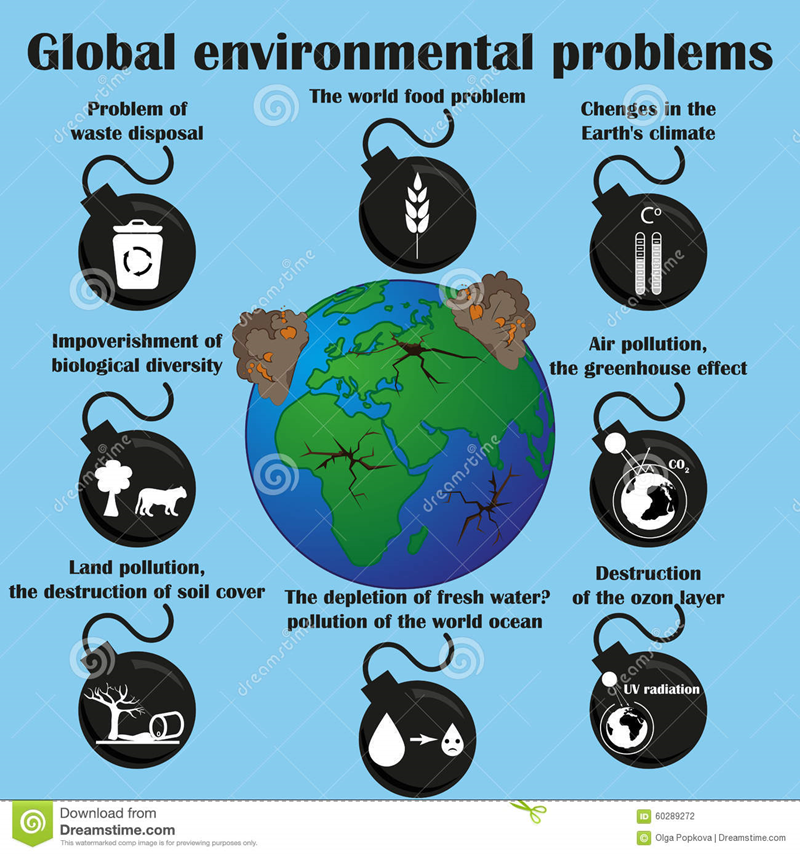 Global environmental problems
Problem of
waste disposal
The world food problem
Chenges in the
Earth's climate
C°
Impoverishment of
biological diversity
Air pollution,
the greenhouse effect
CO₂
Land pollution,
the destruction of soil cover
The depletion of fresh water?
pollution of the world ocean
Destruction
of the ozon layer
UV radiation
dreamstime
Download from
Dreamstime.com
This watermarked comp image is for previewing purposes only.
ID 60289272
© Olga Popkova | Dreamstime.com